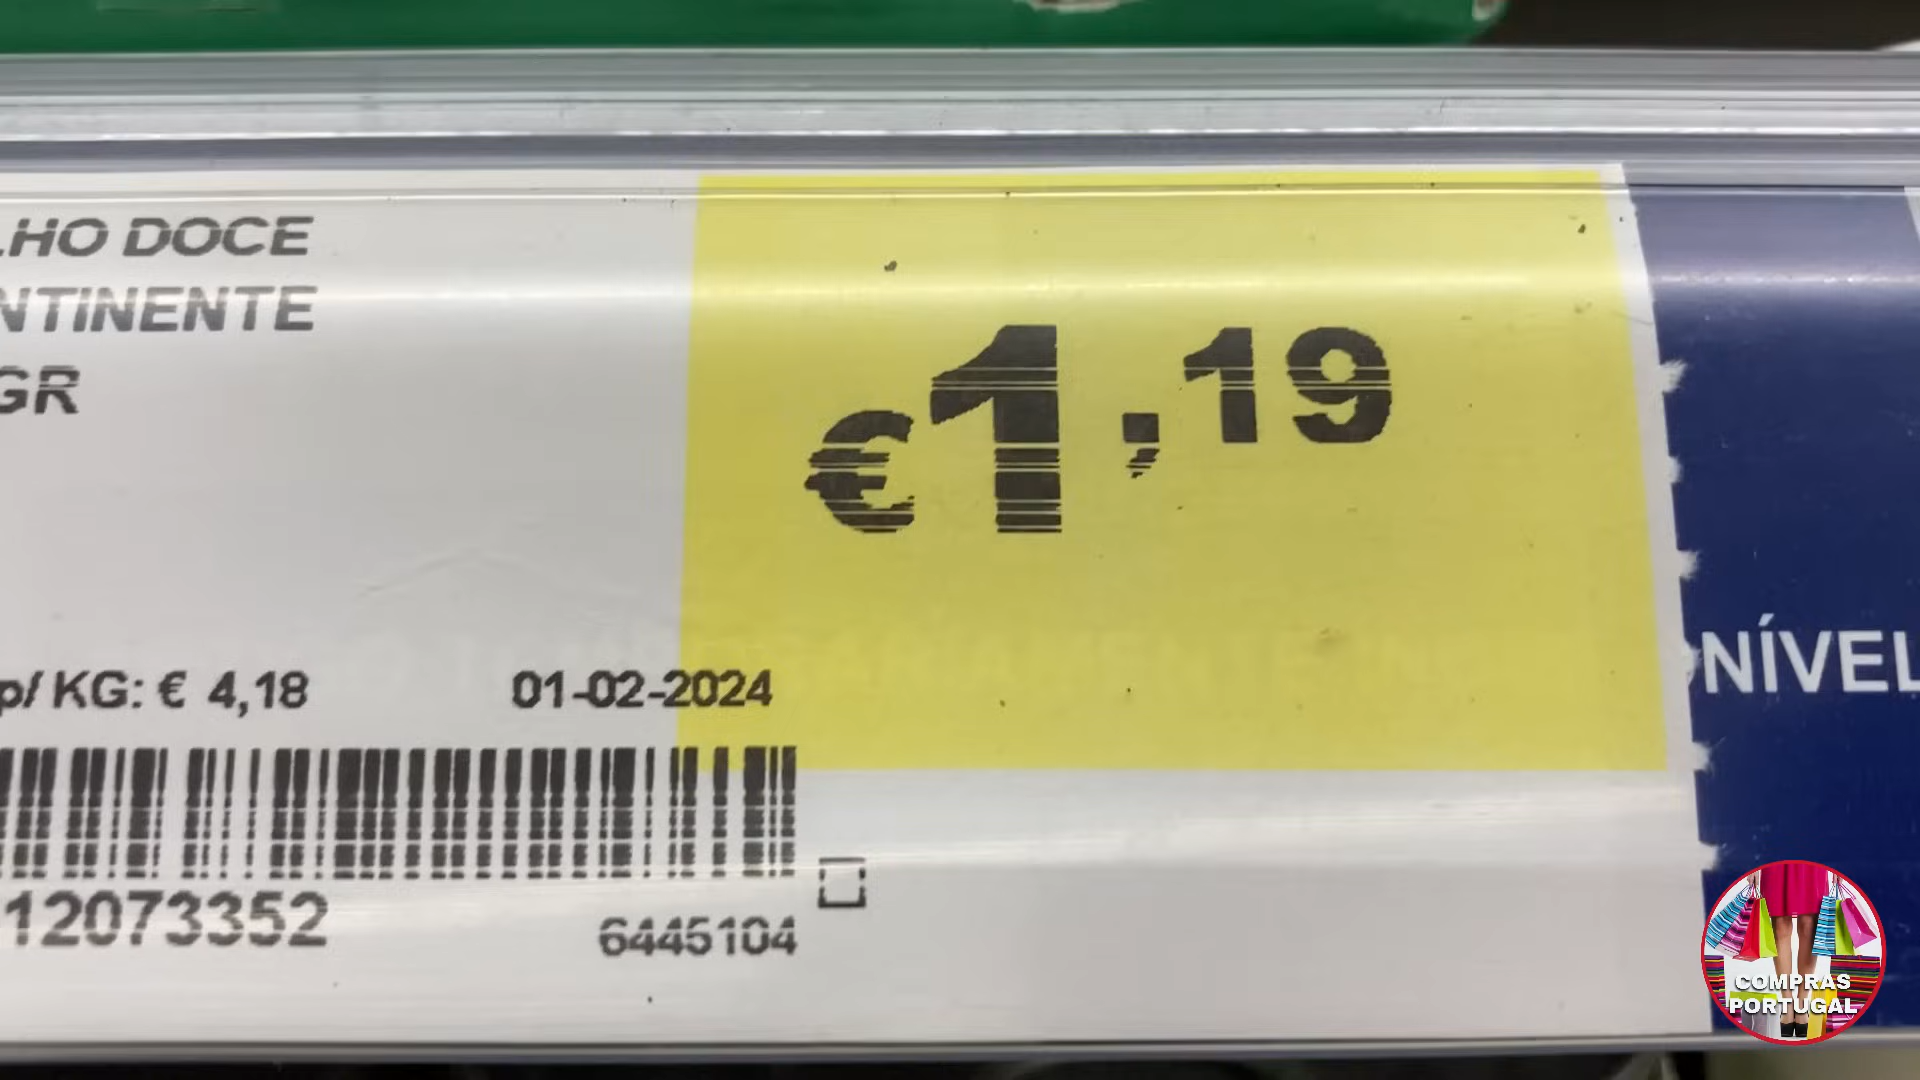 LHO DOCE
NTINENTE
GR
€1,19
p/ KG: € 4,18
01-02-2024
12073352
6445104
NÍVEL
COMPRAS
PORTUGAL